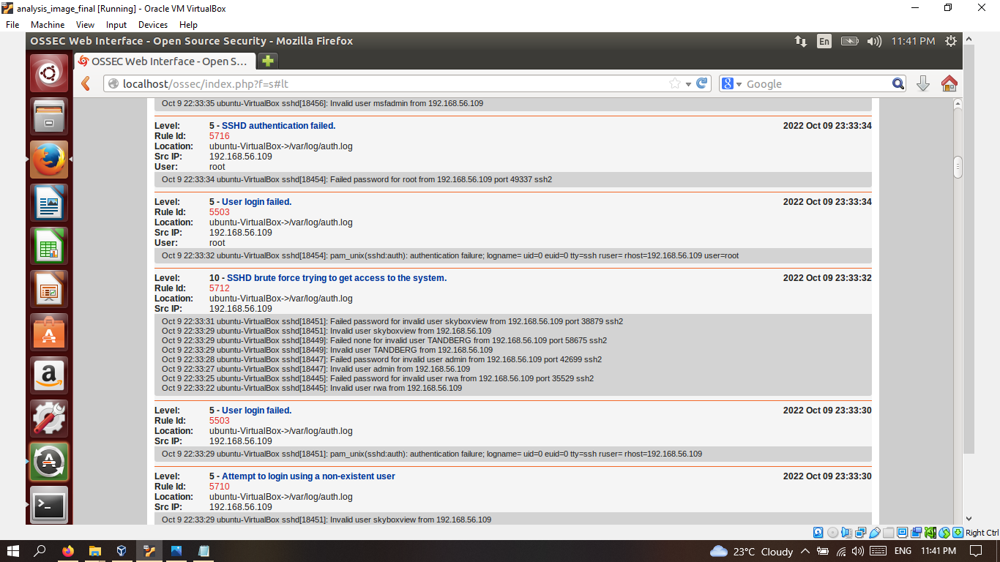 analysis_image_final [Running] - Oracle VM VirtualBox
File Machine View Input Devices Help
OSSEC Web Interface - Open Source Security - Mozilla Firefox
En
11:41 PM
OSSEC Web Interface - Open S...
localhost/ossec/index.php?f=s#lt
Google
Oct 9 22:33:35 ubuntu-VirtualBox sshd[18456]: Invalid user msfadmin from 192.168.56.109
Level: 5 - SSHD authentication failed. 2022 Oct 09 23:33:34
Rule Id: 5716
Location: ubuntu-VirtualBox->/var/log/auth.log
Src IP: 192.168.56.109
User: root
Oct 9 22:33:34 ubuntu-VirtualBox sshd[18454]: Failed password for root from 192.168.56.109 port 49337 ssh2
Level: 5 - User login failed. 2022 Oct 09 23:33:34
Rule Id: 5503
Location: ubuntu-VirtualBox->/var/log/auth.log
Src IP: 192.168.56.109
User: root
Oct 9 22:33:32 ubuntu-VirtualBox sshd[18454]: pam_unix(sshd:auth): authentication failure; logname= uid=0 euid=0 tty=ssh ruser= rhost=192.168.56.109 user=root
Level: 10 - SSHD brute force trying to get access to the system. 2022 Oct 09 23:33:32
Rule Id: 5712
Location: ubuntu-VirtualBox->/var/log/auth.log
Src IP: 192.168.56.109
Oct 9 22:33:31 ubuntu-VirtualBox sshd[18451]: Failed password for invalid user skyboxview from 192.168.56.109 port 38879 ssh2
Oct 9 22:33:29 ubuntu-VirtualBox sshd[18451]: Invalid user skyboxview from 192.168.56.109
Oct 9 22:33:29 ubuntu-VirtualBox sshd[18449]: Failed none for invalid user TANDBERG from 192.168.56.109 port 58675 ssh2
Oct 9 22:33:29 ubuntu-VirtualBox sshd[18449]: Invalid user TANDBERG from 192.168.56.109
Oct 9 22:33:28 ubuntu-VirtualBox sshd[18447]: Failed password for invalid user admin from 192.168.56.109 port 42699 ssh2
Oct 9 22:33:27 ubuntu-VirtualBox sshd[18447]: Invalid user admin from 192.168.56.109
Oct 9 22:33:25 ubuntu-VirtualBox sshd[18445]: Failed password for invalid user rwa from 192.168.56.109 port 35529 ssh2
Oct 9 22:33:22 ubuntu-VirtualBox sshd[18445]: Invalid user rwa from 192.168.56.109
Level: 5 - User login failed. 2022 Oct 09 23:33:30
Rule Id: 5503
Location: ubuntu-VirtualBox->/var/log/auth.log
Src IP: 192.168.56.109
Oct 9 22:33:29 ubuntu-VirtualBox sshd[18451]: pam_unix(sshd:auth): authentication failure; logname= uid=0 euid=0 tty=ssh ruser= rhost=192.168.56.109
Level: 5 - Attempt to login using a non-existent user 2022 Oct 09 23:33:30
Rule Id: 5710
Location: ubuntu-VirtualBox->/var/log/auth.log
Src IP: 192.168.56.109
Oct 9 22:33:29 ubuntu-VirtualBox sshd[18451]: Invalid user skyboxview from 192.168.56.109
Right Ctrl
23°C Cloudy
ENG
11:41 PM